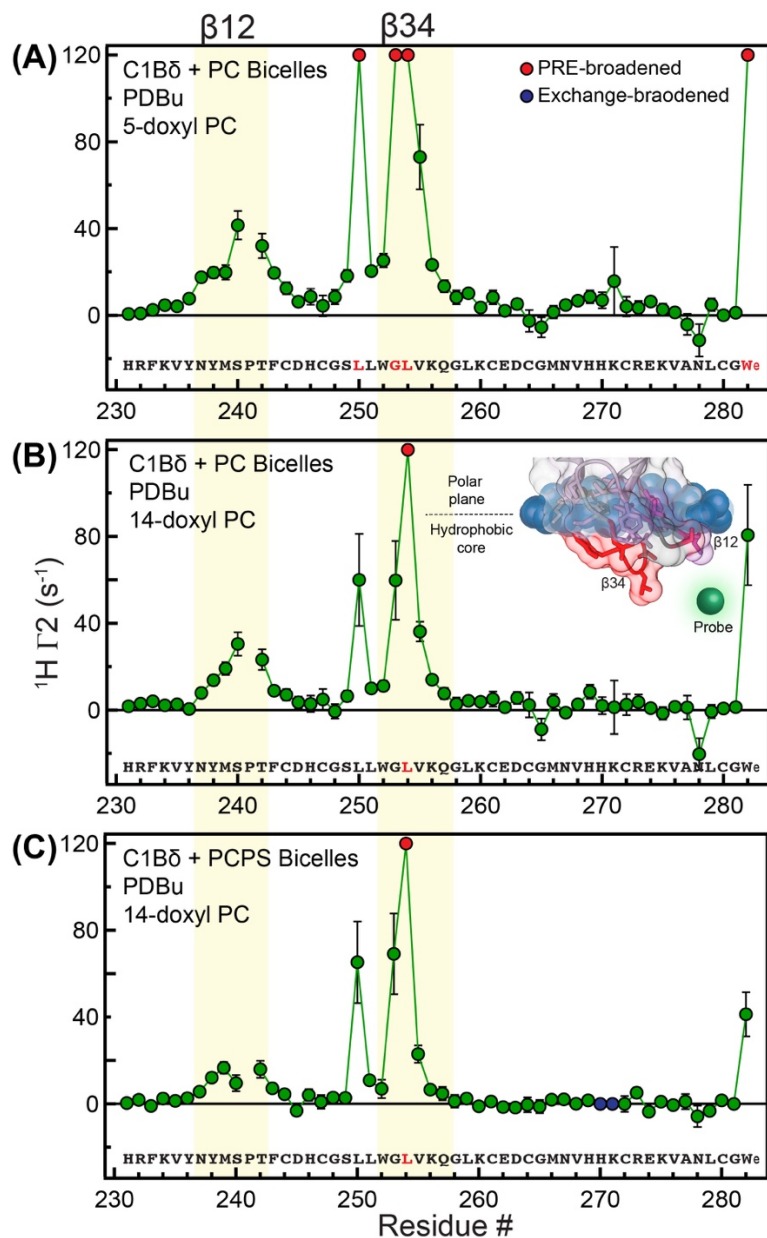 β12 β34
(A)
C1Bδ + PC Bicelles
PDBu
5-doxyl PC
PRE-broadened
Exchange-braodened
120
80
40
0
HRFKVYNYMSPTFCDHCGSLLWGLVKQGLKCEDCGMNVHHKCREKVANLCGWe
230 240 250 260 270 280
(B)
C1Bδ + PC Bicelles
PDBu
14-doxyl PC
Polar plane
Hydrophobic core
β12
β34
Probe
¹H Γ2 (s⁻¹)
120
80
40
0
HRFKVYNYMSPTFCDHCGSLLWGLVKQGLKCEDCGMNVHHKCREKVANLCGWe
230 240 250 260 270 280
(C)
C1Bδ + PCPS Bicelles
PDBu
14-doxyl PC
120
80
40
0
HRFKVYNYMSPTFCDHCGSLLWGLVKQGLKCEDCGMNVHHKCREKVANLCGWe
230 240 250 260 270 280
Residue #